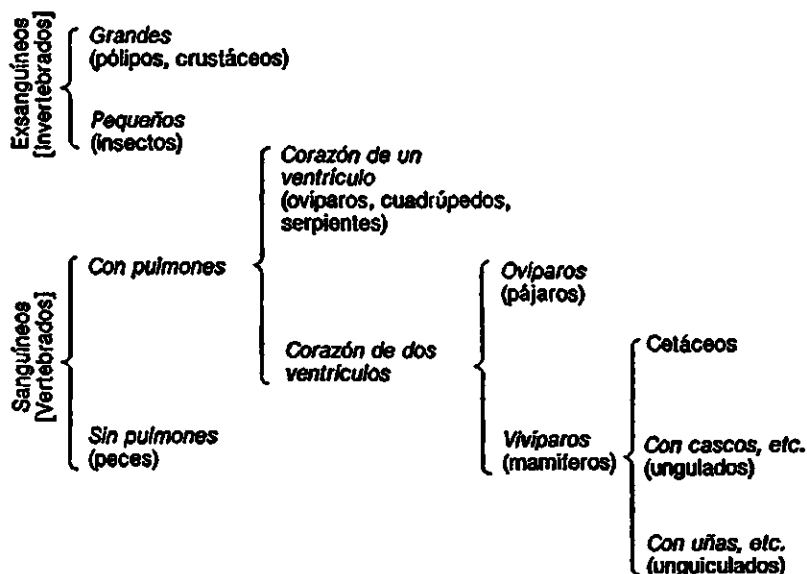 Exsanguíneos
[Invertebrados]
Grandes
(pólipos, crustáceos)
Pequeños
(insectos)
Sanguíneos
[Vertebrados]
Con pulmones
Sin pulmones
(peces)
Corazón de un
ventrículo
(ovíparos, cuadrúpedos,
serpientes)
Corazón de dos
ventrículos
Ovíparos
(pájaros)
Vivíparos
(mamiferos)
Cetáceos
Con cascos, etc.
(ungulados)
Con uñas, etc.
(unguiculados)